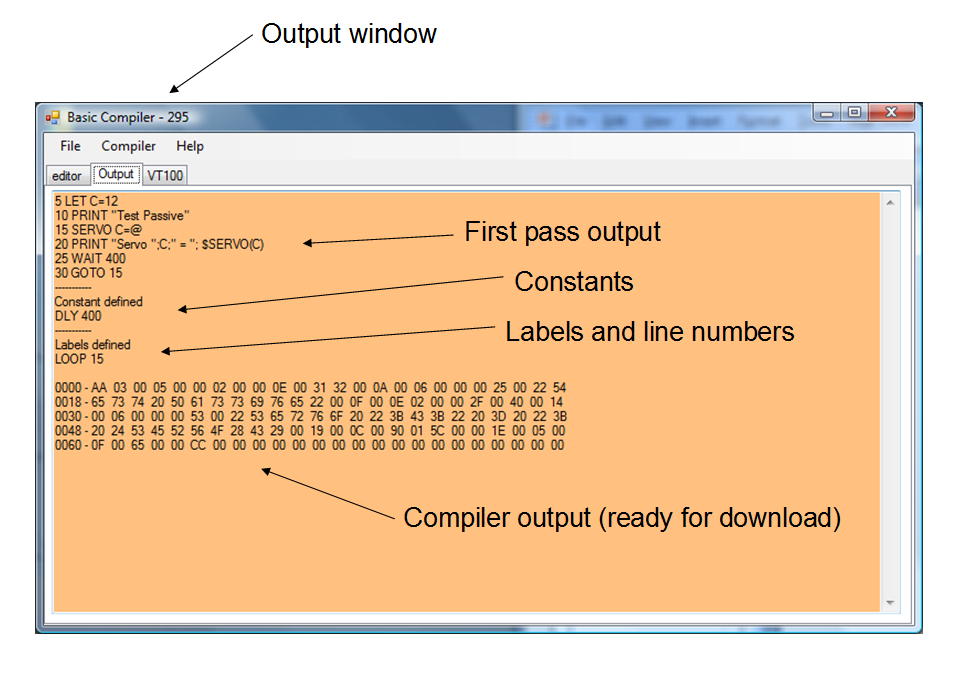 Output window
Basic Compiler - 295
File Compiler Help
editor Output VT100
5 LET C=12
10 PRINT "Test Passive"
15 SERVO C=@
20 PRINT "Servo ";C;" = "; $SERVO(C)
25 WAIT 400
30 GOTO 15
-----------
Constant defined
DLY 400
-----------
Labels defined
LOOP 15
First pass output
Constants
Labels and line numbers
0000 - AA 03 00 05 00 00 02 00 00 0E 00 31 32 00 0A 00 06 00 00 00 25 00 22 54
0018 - 65 73 74 20 50 61 73 73 69 76 65 22 00 0F 00 0E 02 00 00 2F 00 40 00 14
0030 - 00 06 00 00 00 53 00 22 53 65 72 76 6F 20 22 3B 43 3B 22 20 3D 20 22 3B
0048 - 20 24 53 45 52 56 4F 28 43 29 00 19 00 0C 00 90 01 5C 00 00 1E 00 05 00
0060 - 0F 00 65 00 00 CC 00 00 00 00 00 00 00 00 00 00 00 00 00 00 00 00 00 00
Compiler output (ready for download)